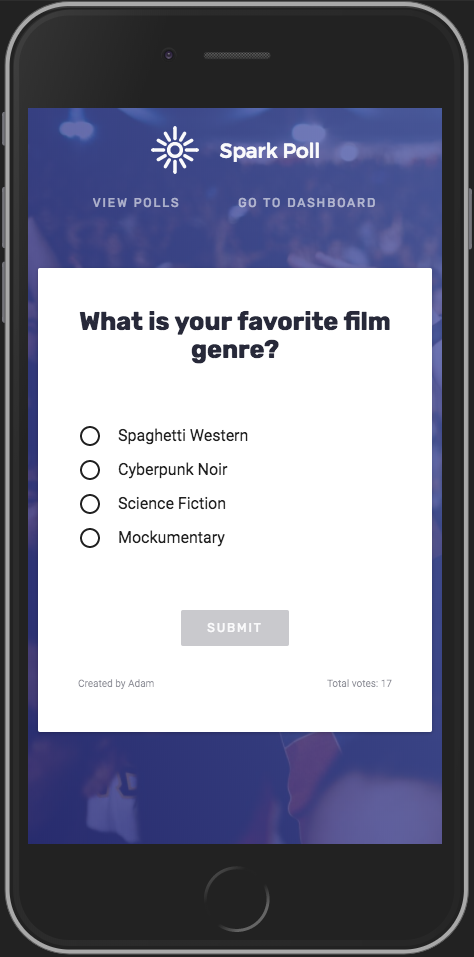 Spark Poll
VIEW POLLS GO TO DASHBOARD
What is your favorite film
genre?
Spaghetti Western
Cyberpunk Noir
Science Fiction
Mockumentary
SUBMIT
Created by Adam Total votes: 17